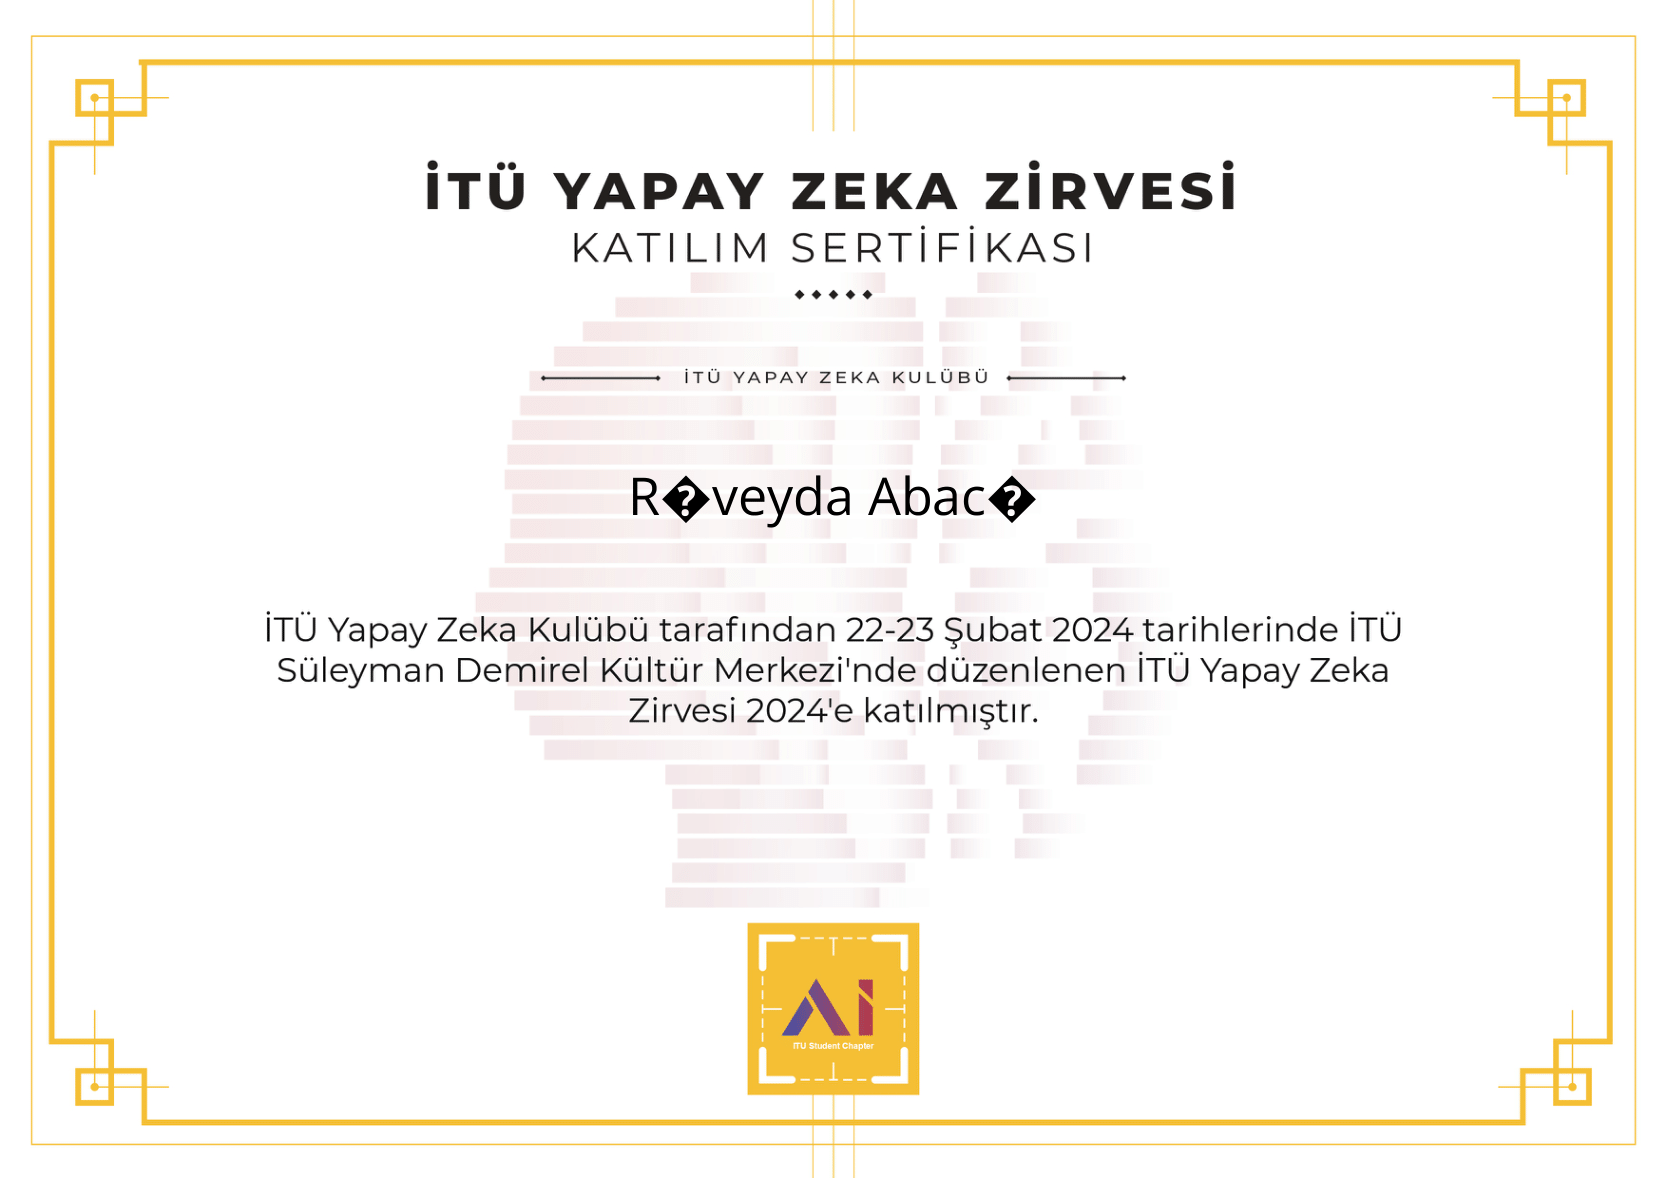 İTÜ YAPAY ZEKA ZİRVESİ
KATILIM SERTİFİKASI
İTÜ YAPAY ZEKA KULÜBÜ
R�veyda Abac�
İTÜ Yapay Zeka Kulübü tarafından 22-23 Şubat 2024 tarihlerinde İTÜ
Süleyman Demirel Kültür Merkezi'nde düzenlenen İTÜ Yapay Zeka
Zirvesi 2024'e katılmıştır.
Ai
İTU Student Chapter